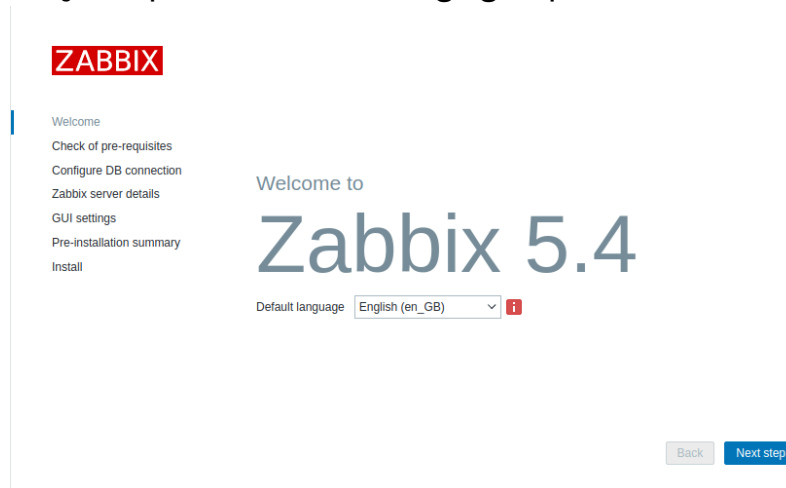 ZABBIX
Welcome
Check of pre-requisites
Configure DB connection
Zabbix server details
GUI settings
Pre-installation summary
Install
Welcome to
Zabbix 5.4
Default language English (en_GB)
Back Next step